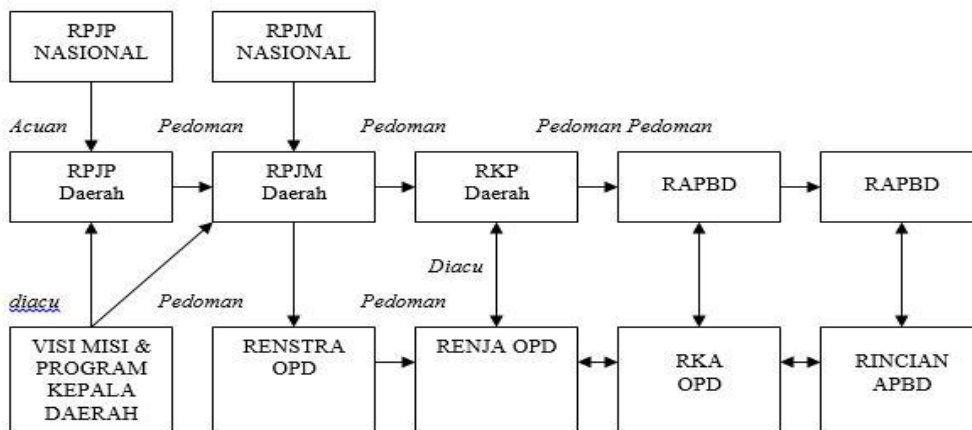 RPJP
NASIONAL
RPJM
NASIONAL
Acuan
Pedoman
Pedoman
Pedoman Pedoman
RPJP
Daerah
RPJM
Daerah
RKP
Daerah
RAPBD
RAPBD
Diacu
diacu
Pedoman
Pedoman
VISI MISI &
PROGRAM
KEPALA
DAERAH
RENSTRA
OPD
RENJA OPD
RKA
OPD
RINCIAN
APBD